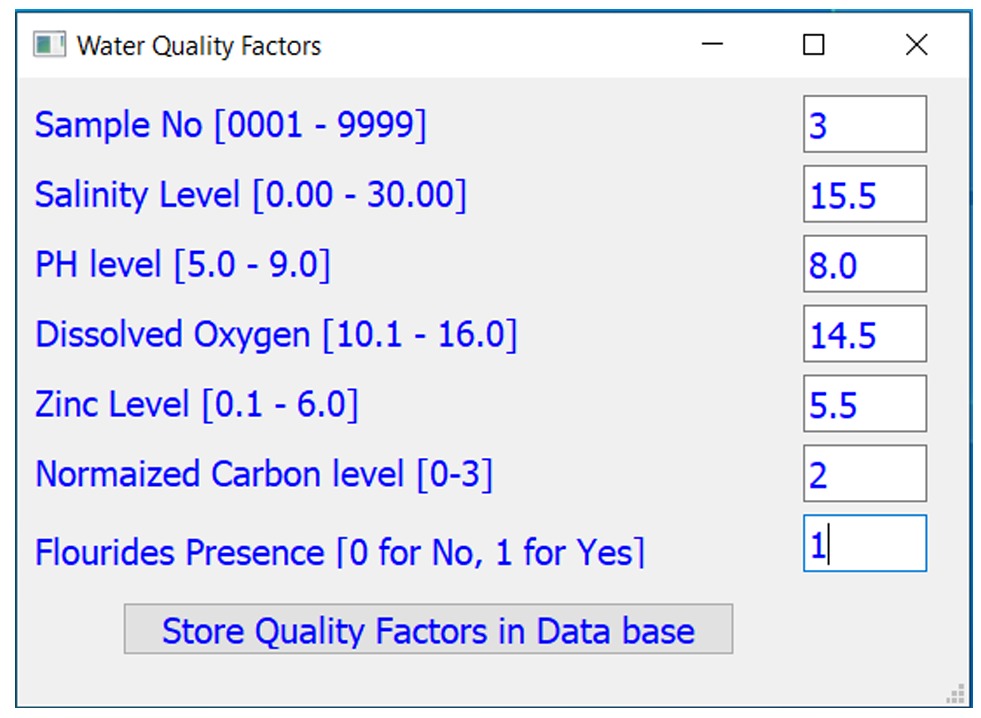 Water Quality Factors
Sample No [0001 - 9999] 3
Salinity Level [0.00 - 30.00] 15.5
PH level [5.0 - 9.0] 8.0
Dissolved Oxygen [10.1 - 16.0] 14.5
Zinc Level [0.1 - 6.0] 5.5
Normaized Carbon level [0-3] 2
Flourides Presence [0 for No, 1 for Yes] 1
Store Quality Factors in Data base